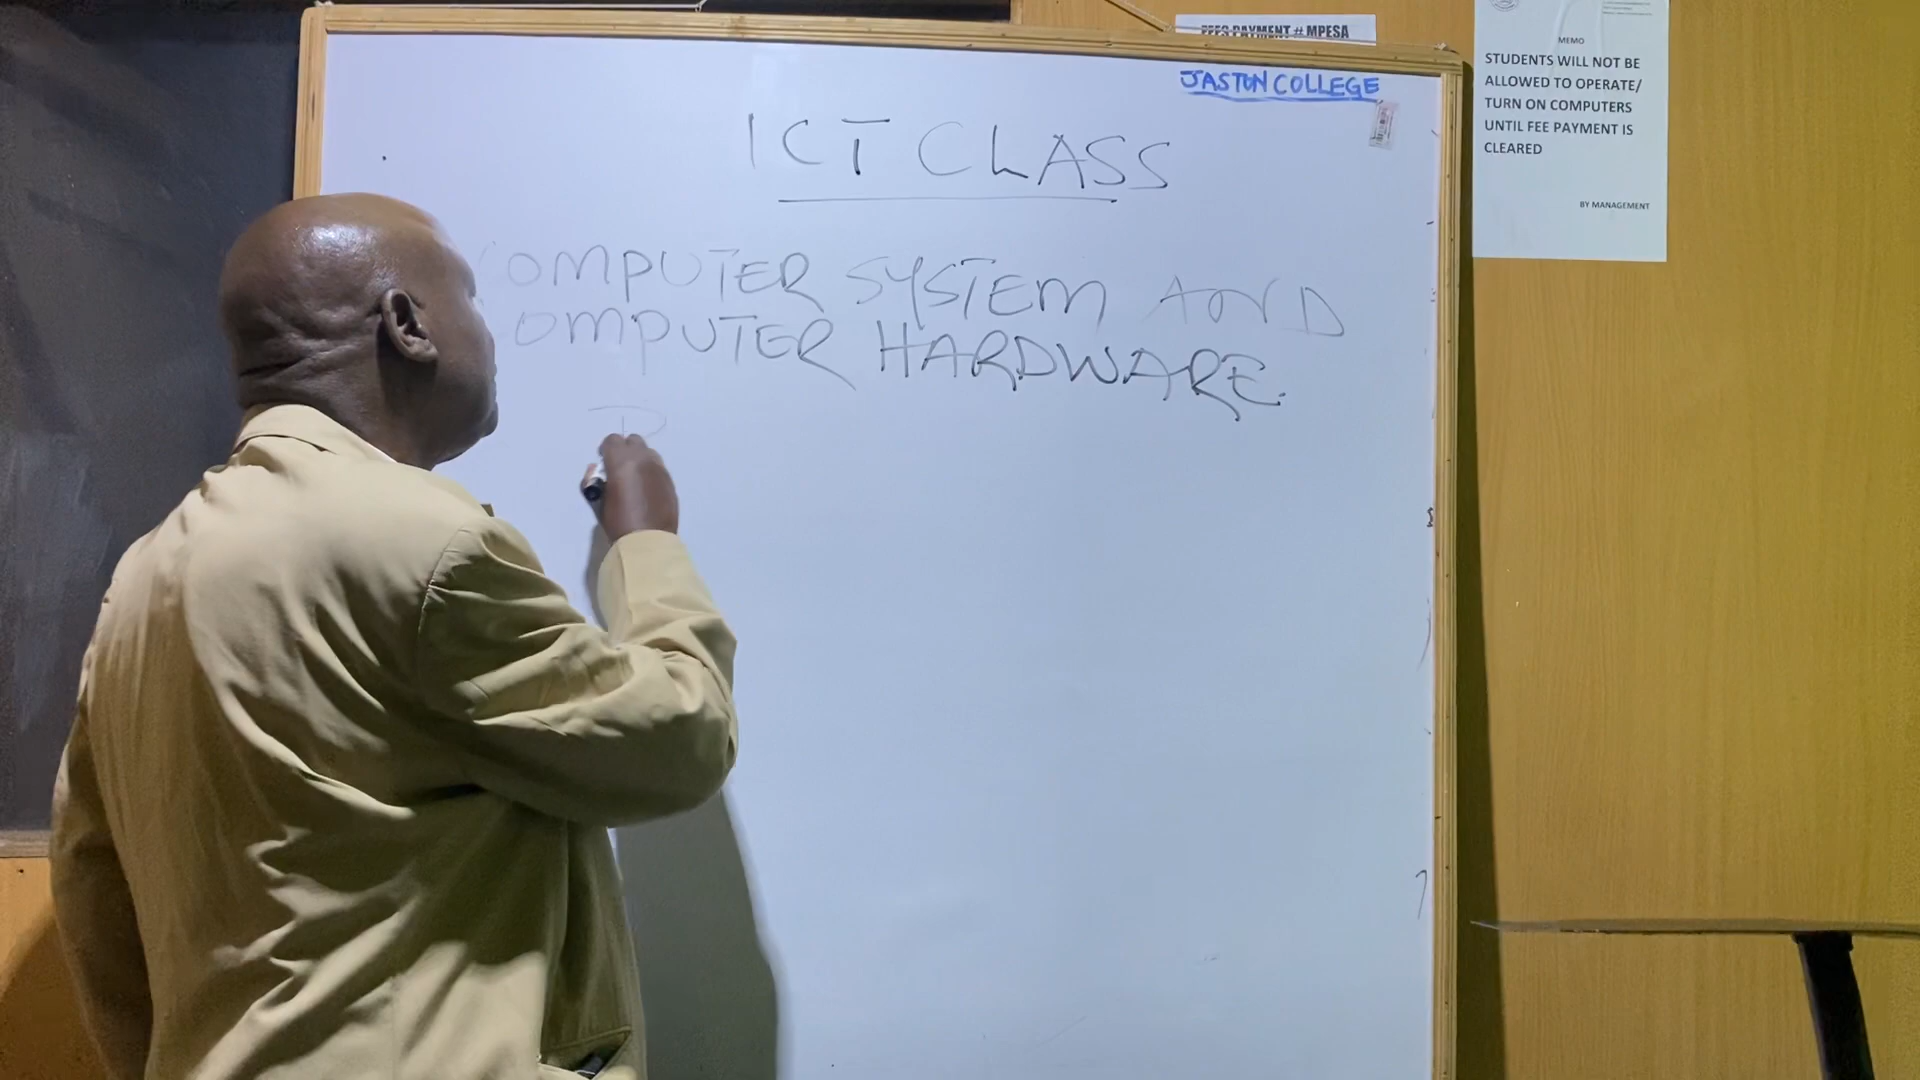 FEES PAYMENT # MPESA
JASTON COLLEGE
ICT CLASS
COMPUTER SYSTEM AND
COMPUTER HARDWARE
MEMO
STUDENTS WILL NOT BE
ALLOWED TO OPERATE/
TURN ON COMPUTERS
UNTIL FEE PAYMENT IS
CLEARED
BY MANAGEMENT